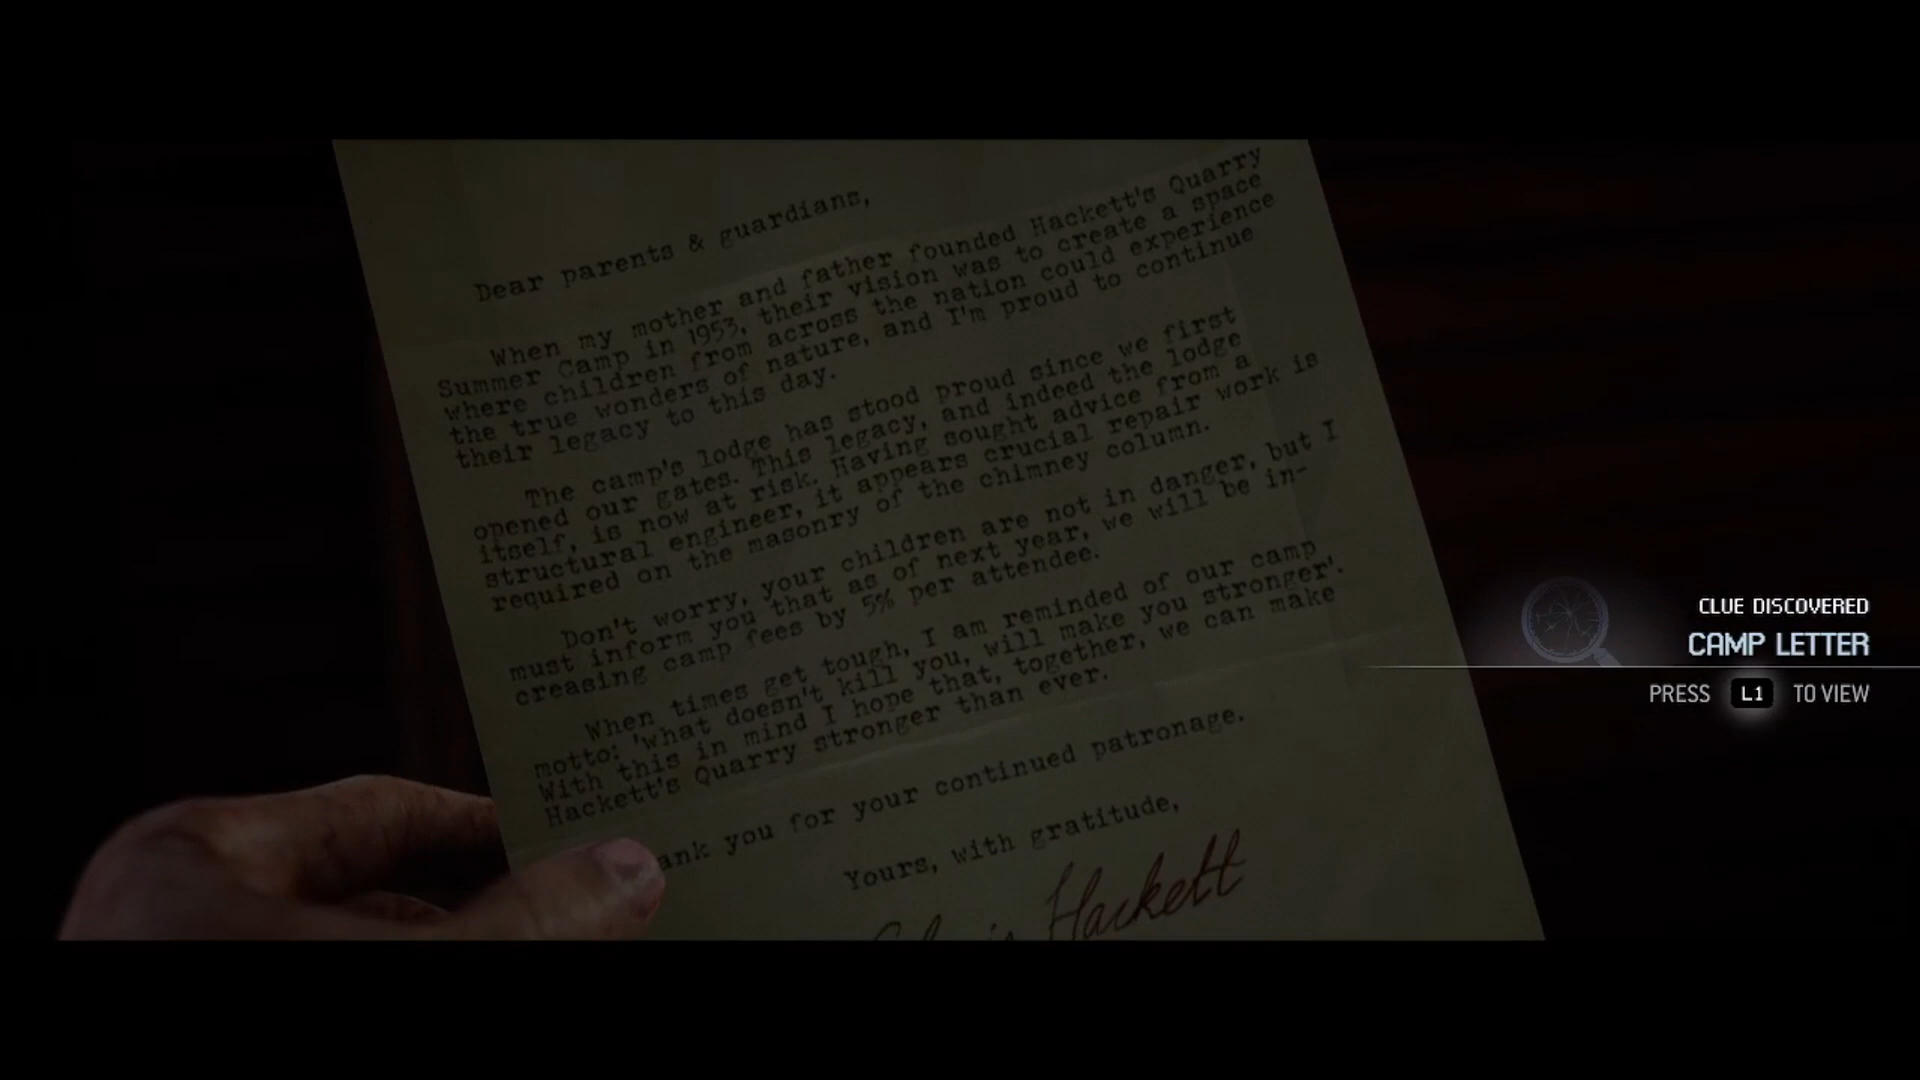 Dear parents & guardians,
When my mother and father founded Hackett's Quarry
Summer Camp in 1953, their vision was to create a space
where children from across the nation could experience
the true wonders of nature, and I'm proud to continue
their legacy to this day.
The camp's lodge has stood proud since we first
opened our gates. This legacy, and indeed the lodge
itself, is now at risk. Having sought advice from a
structural engineer, it appears crucial repair work is
required on the masonry of the chimney column.
Don't worry, your children are not in danger, but I
must inform you that as of next year, we will be in-
creasing camp fees by 5% per attendee.
When times get tough, I am reminded of our camp
motto: 'what doesn't kill you, will make you stronger'.
With this in mind I hope that, together, we can make
Hackett's Quarry stronger than ever.
ank you for your continued patronage.
Yours, with gratitude,
Hackett
CLUE DISCOVERED
CAMP LETTER
PRESS L1 TO VIEW